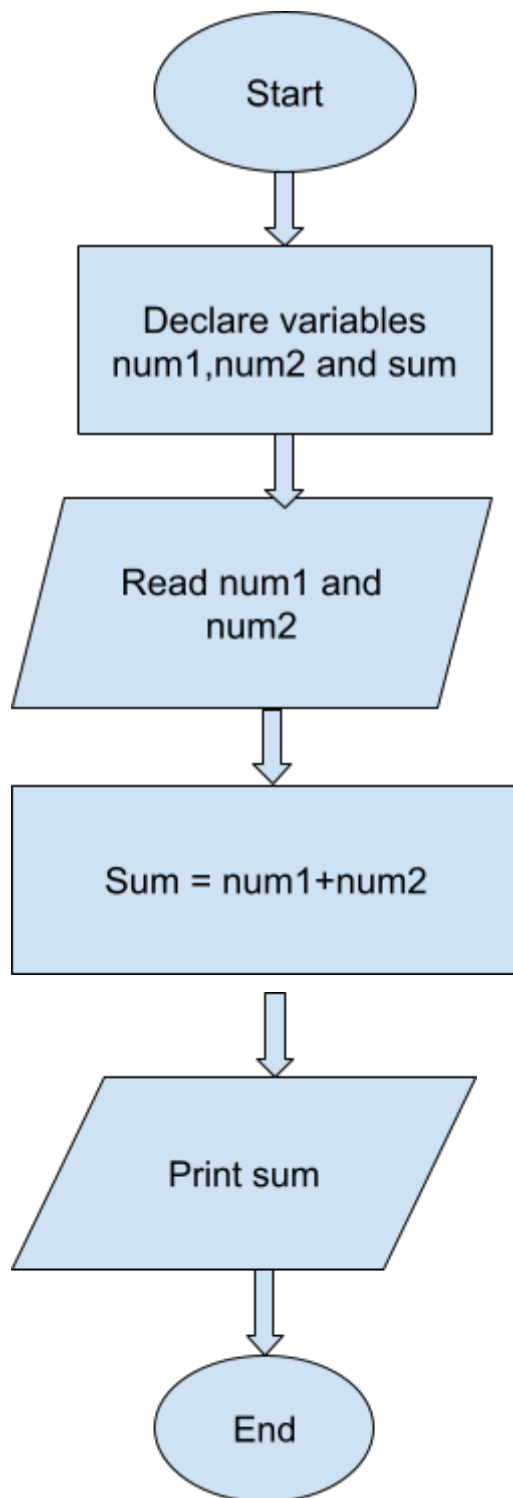 Start
Declare variables
num1,num2 and sum
Read num1 and
num2
Sum = num1+num2
Print sum
End